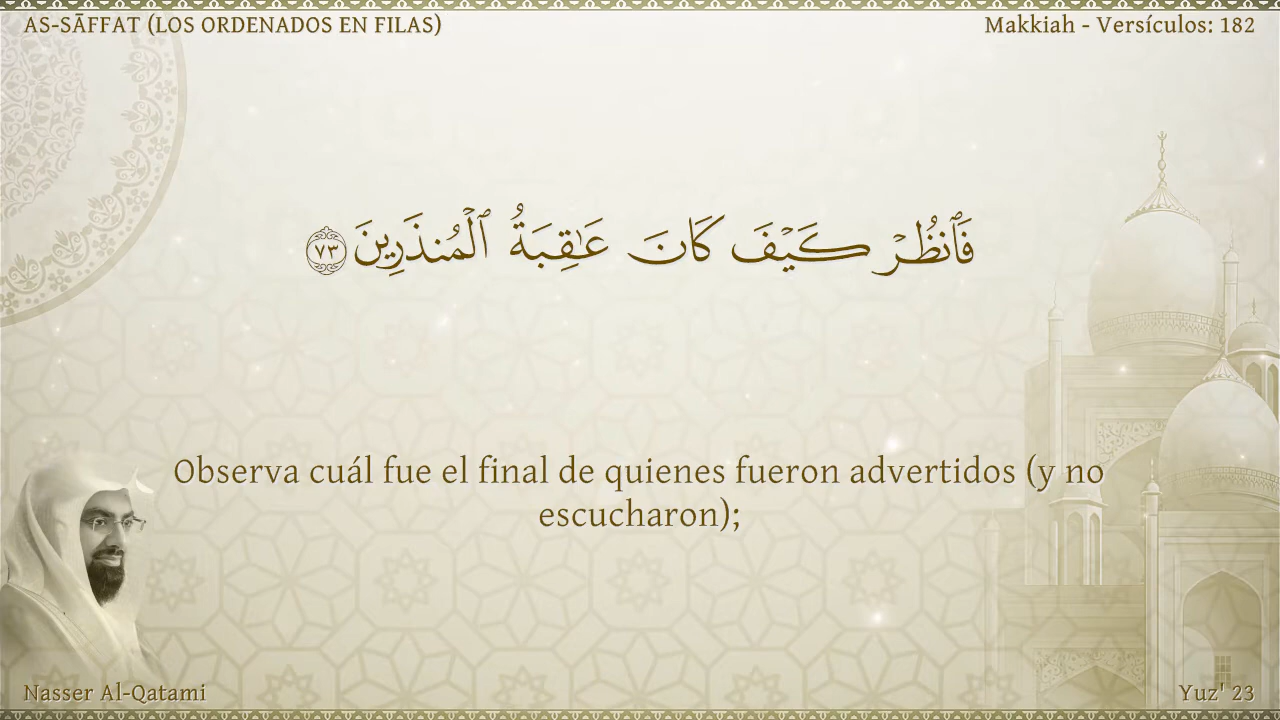 AS-SĀFFAT (LOS ORDENADOS EN FILAS)
Makkiah - Versículos: 182
فَٱنظُرْ كَيْفَ كَانَ عَـٰقِبَةُ ٱلْمُنذَرِينَ ٧٣
Observa cuál fue el final de quienes fueron advertidos (y no
escucharon);
Nasser Al-Qatami
Yuz' 23